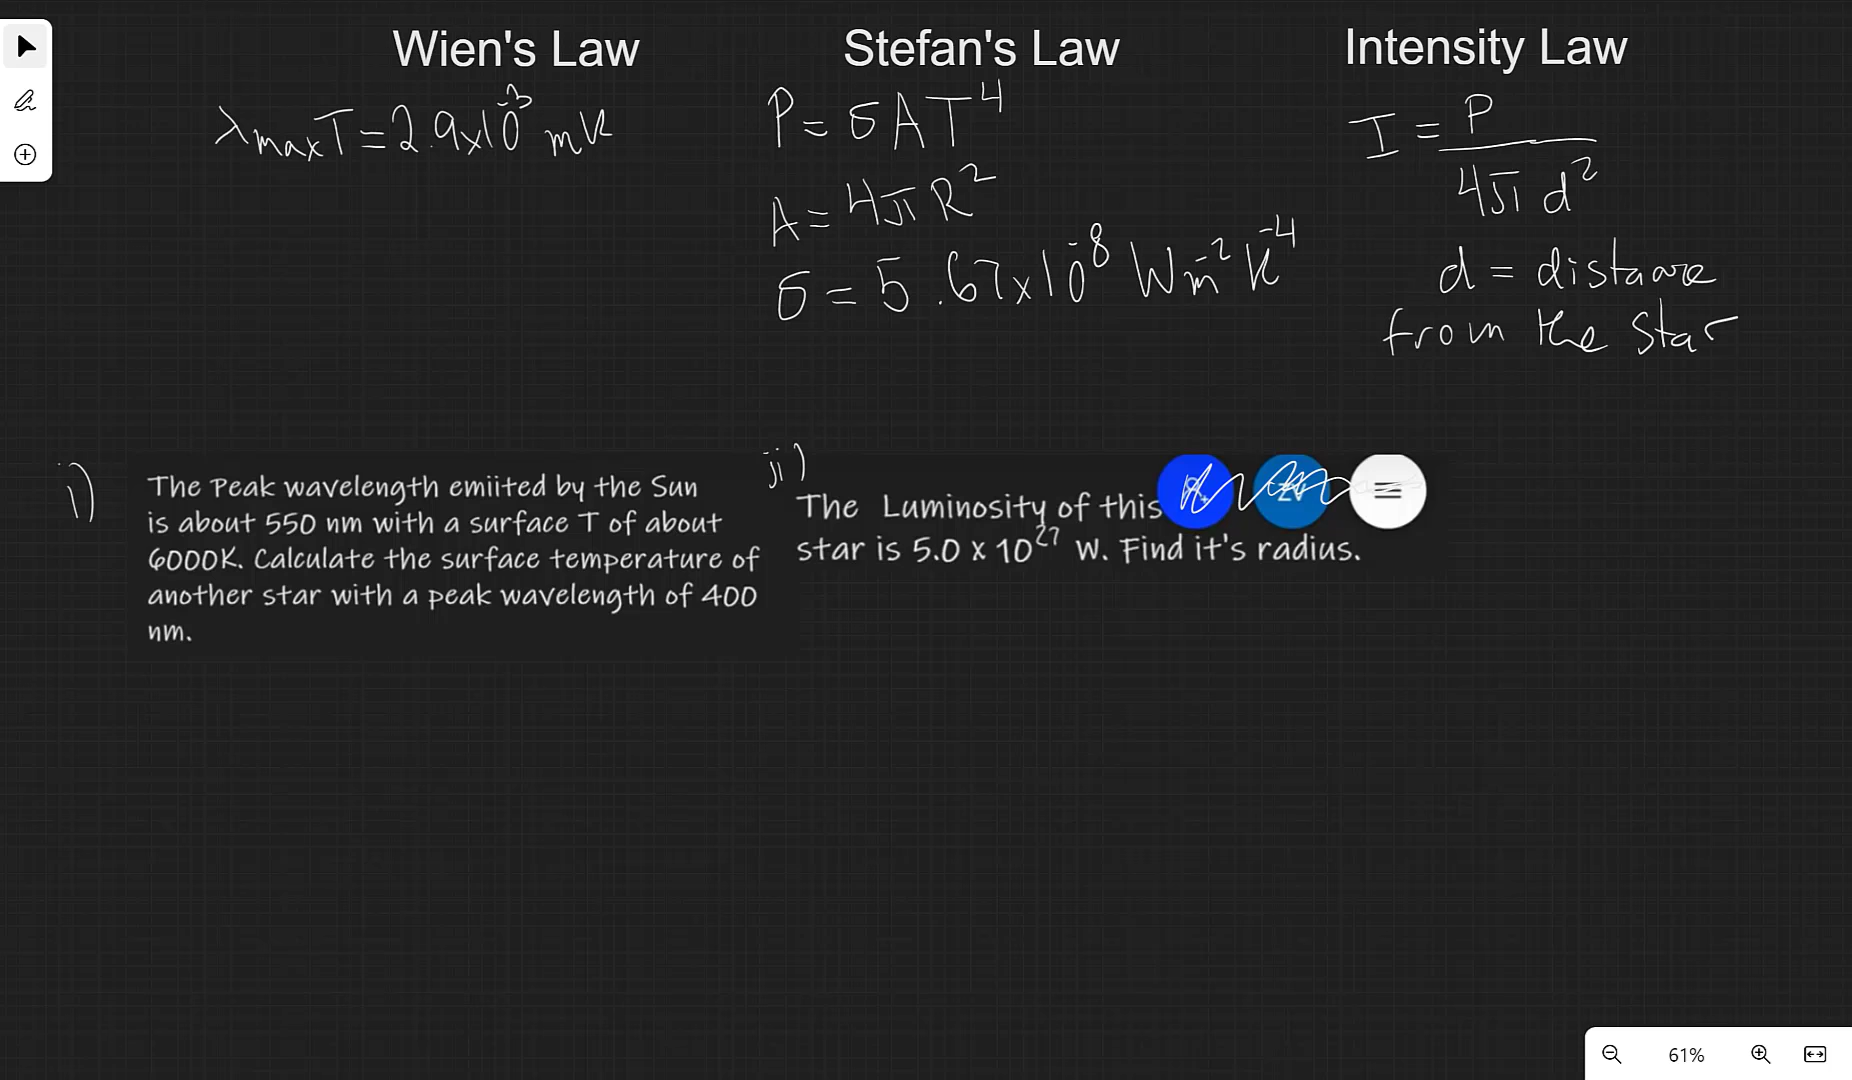 Wien's Law
λmaxT=2.9x10⁻³ mK
Stefan's Law
P=σAT⁴
A=4πR²
σ=5.67x10⁻⁸ Wm⁻²K⁻⁴
Intensity Law
I = P
4πd²
d = distance
from the star
i)
The Peak wavelength emiited by the Sun
is about 550 nm with a surface T of about
6000K. Calculate the surface temperature of
another star with a peak wavelength of 400
nm.
ii)
The Luminosity of this
star is 5.0 x 10²⁷ W. Find it's radius.
61%